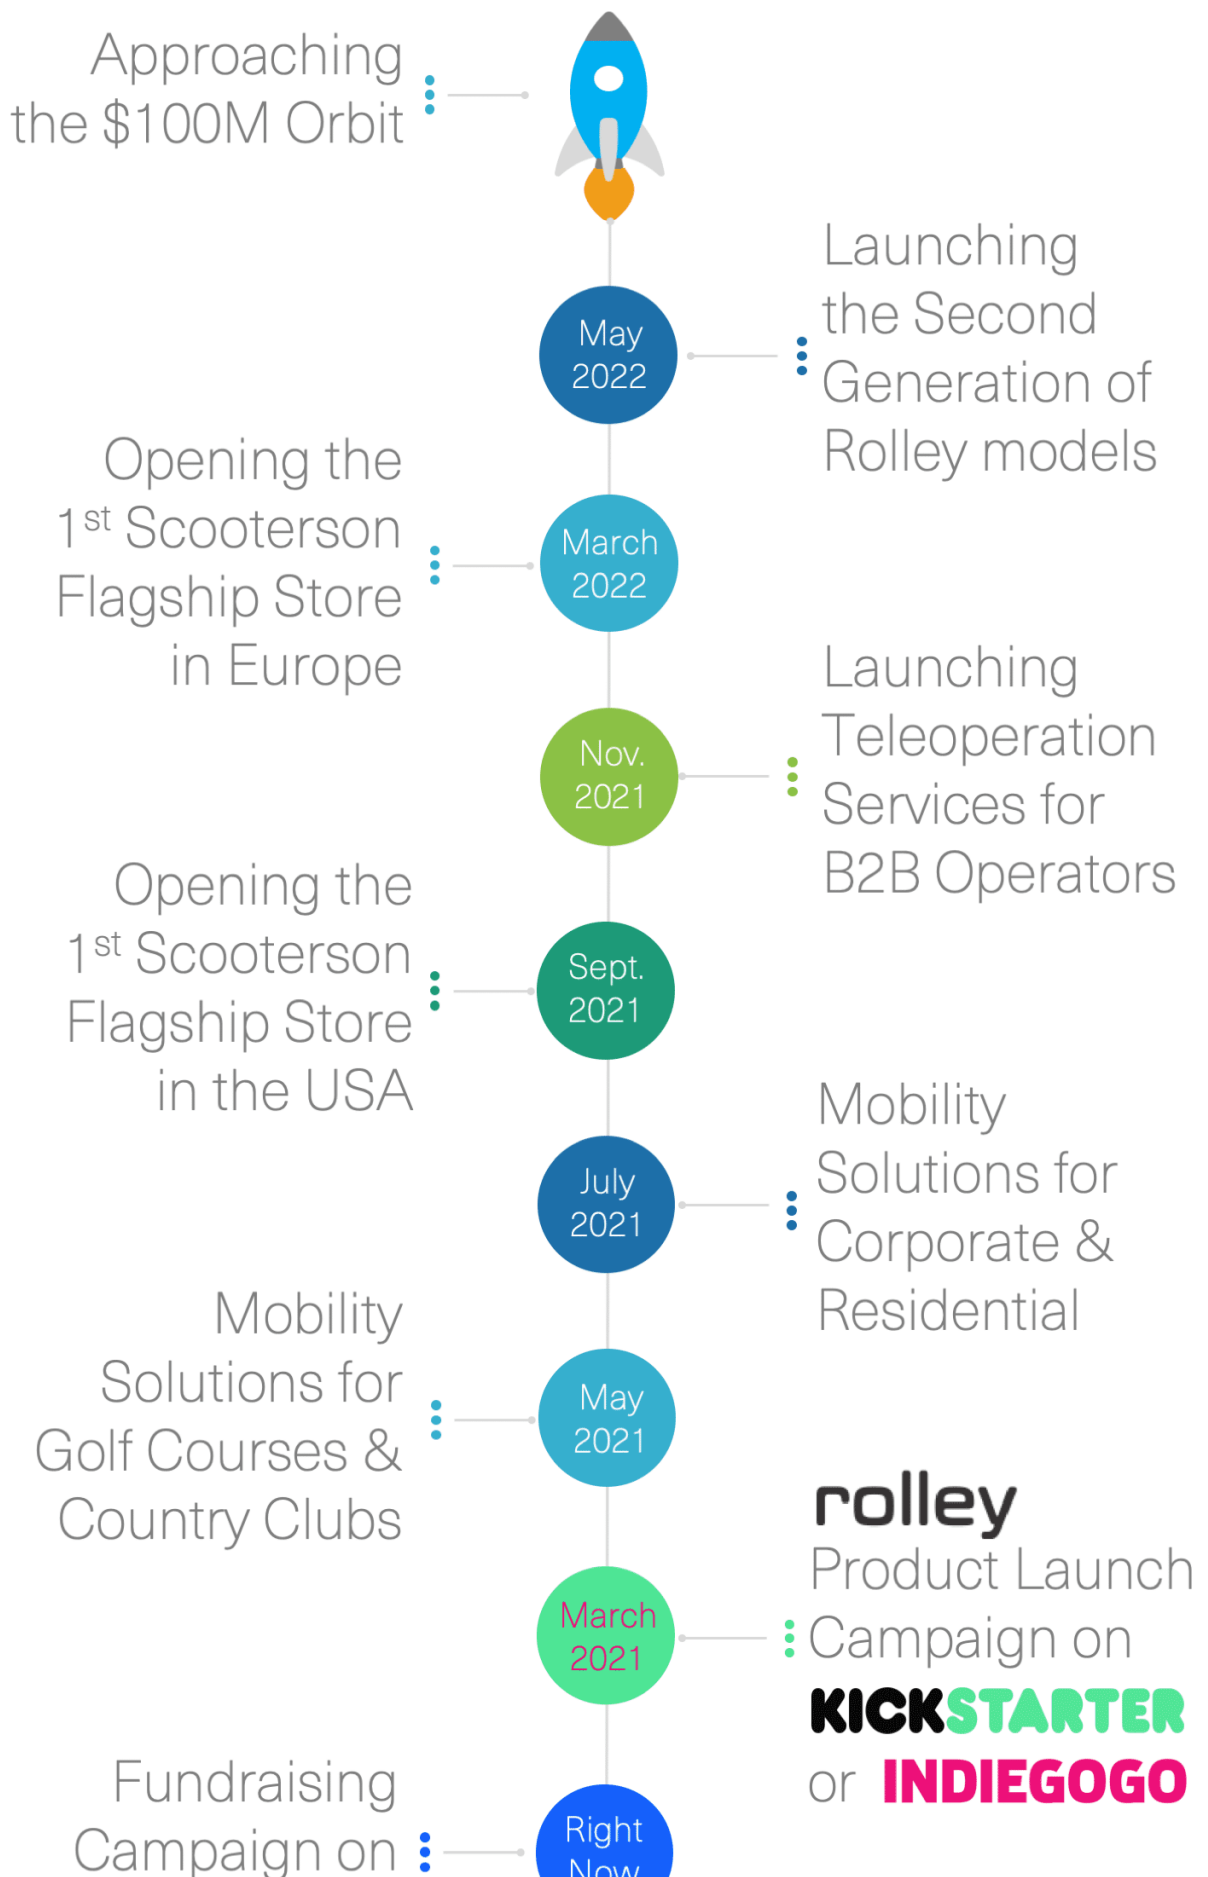 Approaching
the $100M Orbit
May
2022
Launching
the Second
Generation of
Rolley models
Opening the
1st Scooterson
Flagship Store
in Europe
March
2022
Nov.
2021
Launching
Teleoperation
Services for
B2B Operators
Opening the
1st Scooterson
Flagship Store
in the USA
Sept.
2021
July
2021
Mobility
Solutions for
Corporate &
Residential
Mobility
Solutions for
Golf Courses &
Country Clubs
May
2021
March
2021
rolley
Product Launch
Campaign on
KICKSTARTER
or INDIEGOGO
Fundraising
Campaign on
Right
Now